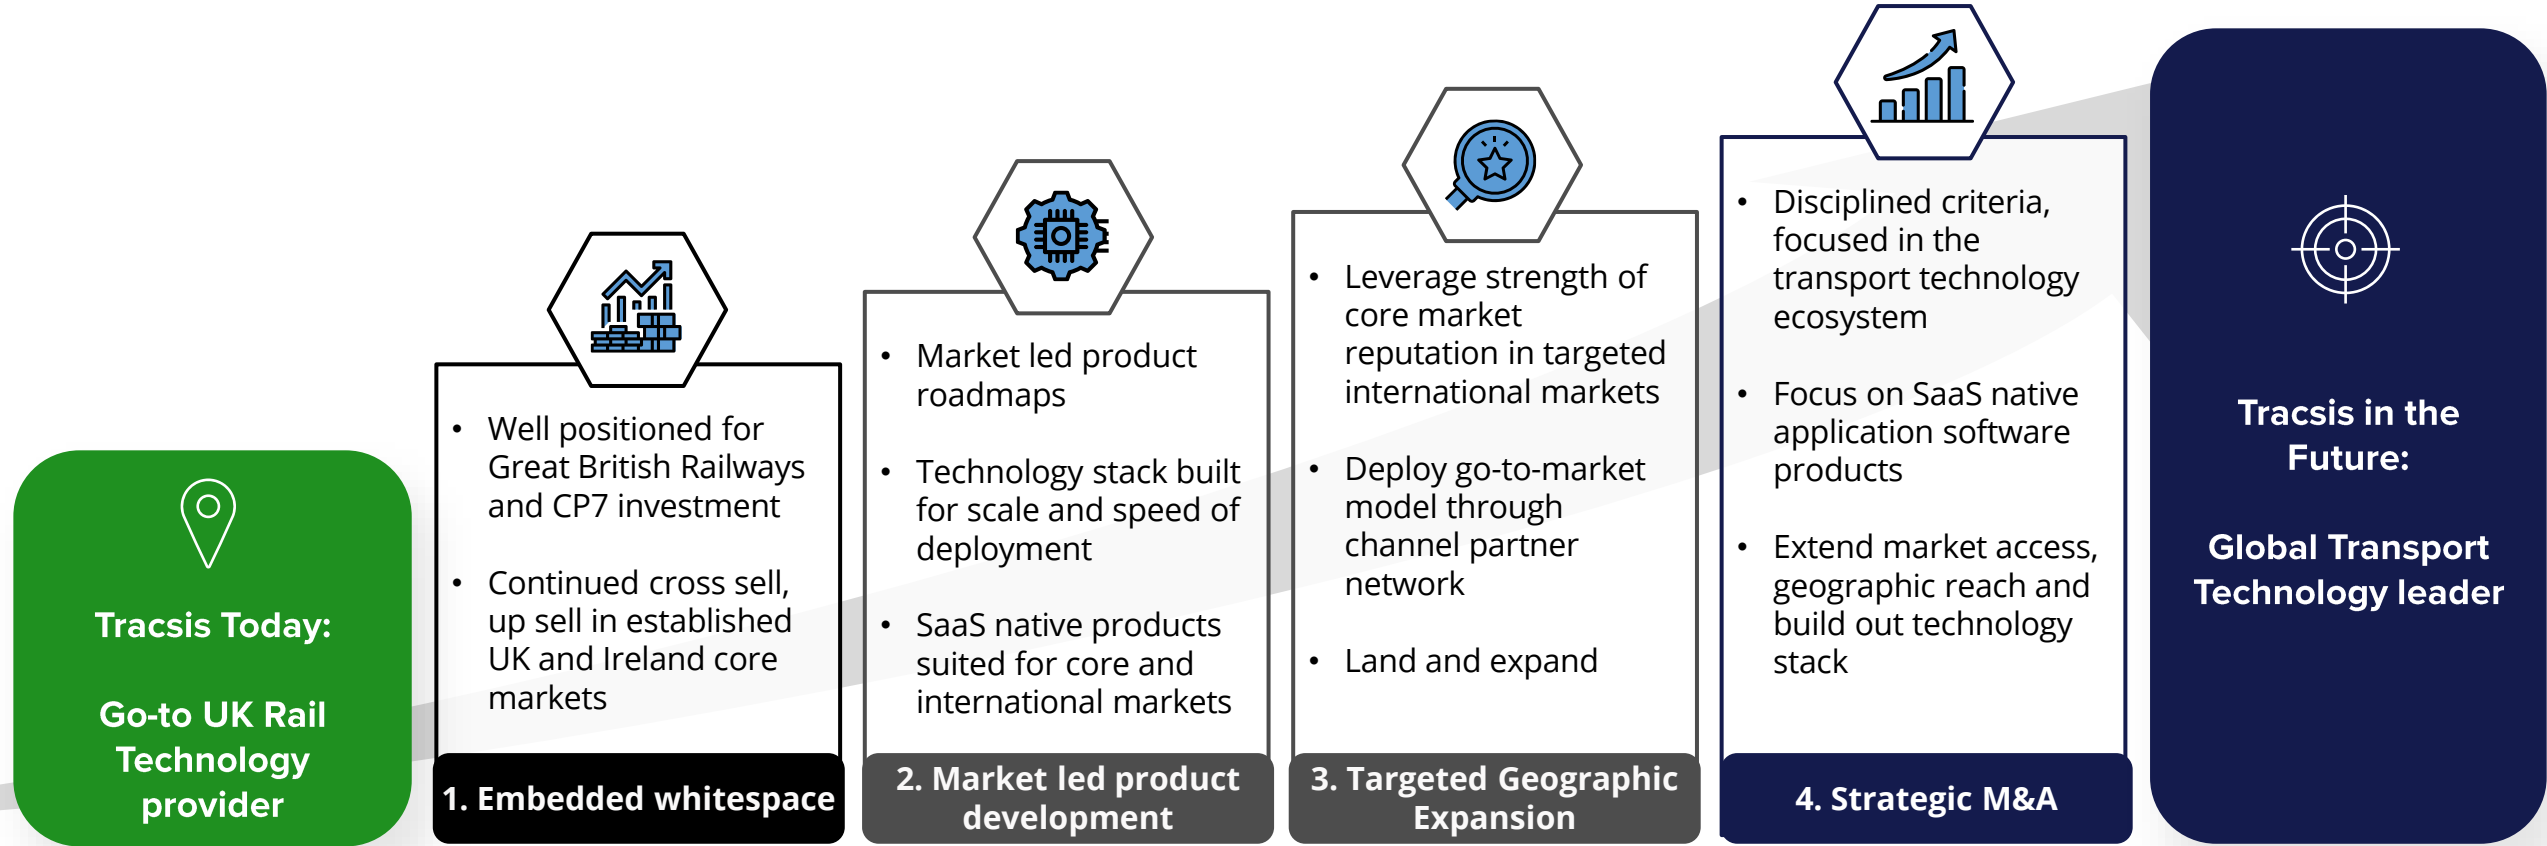 Tracsis Today:
Go-to UK Rail
Technology
provider
• Well positioned for
Great British Railways
and CP7 investment
• Continued cross sell,
up sell in established
UK and Ireland core
markets
1. Embedded whitespace
• Market led product
roadmaps
• Technology stack built
for scale and speed of
deployment
• SaaS native products
suited for core and
international markets
2. Market led product
development
• Leverage strength of
core market
reputation in targeted
international markets
• Deploy go-to-market
model through
channel partner
network
• Land and expand
3. Targeted Geographic
Expansion
• Disciplined criteria,
focused in the
transport technology
ecosystem
• Focus on SaaS native
application software
products
• Extend market access,
geographic reach and
build out technology
stack
4. Strategic M&A
Tracsis in the
Future:
Global Transport
Technology leader